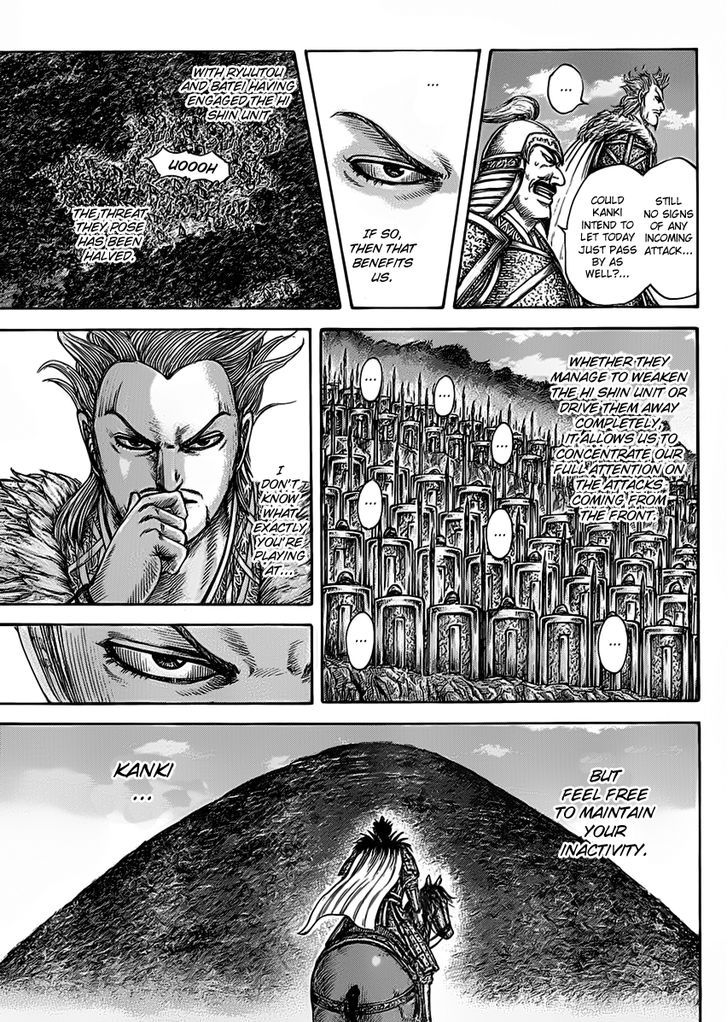 ...
STILL
NO SIGNS
OF ANY
INCOMING
ATTACK...
COULD
KANKI
INTEND TO
LET TODAY
JUST PASS
BY AS
WELL?...
...
IF SO,
THEN THAT
BENEFITS
US.
WITH RYUUTOU
AND BATEI HAVING
ENGAGED THE HI
SHIN UNIT
UOOOH
THE THREAT
THEY POSE
HAS BEEN
HALVED.
WHETHER THEY
MANAGE TO WEAKEN
THE HI SHIN UNIT OR
DRIVE THEM AWAY
COMPLETELY,
IT ALLOWS US TO
CONCENTRATE OUR
FULL ATTENTION ON
THE ATTACKS
COMING FROM
THE FRONT.
...
...
...
...
...
...
...
I
DON'T
KNOW
WHAT
EXACTLY
YOU'RE
PLAYING
AT...
BUT
FEEL FREE
TO MAINTAIN
YOUR
INACTIVITY.
KANKI
...